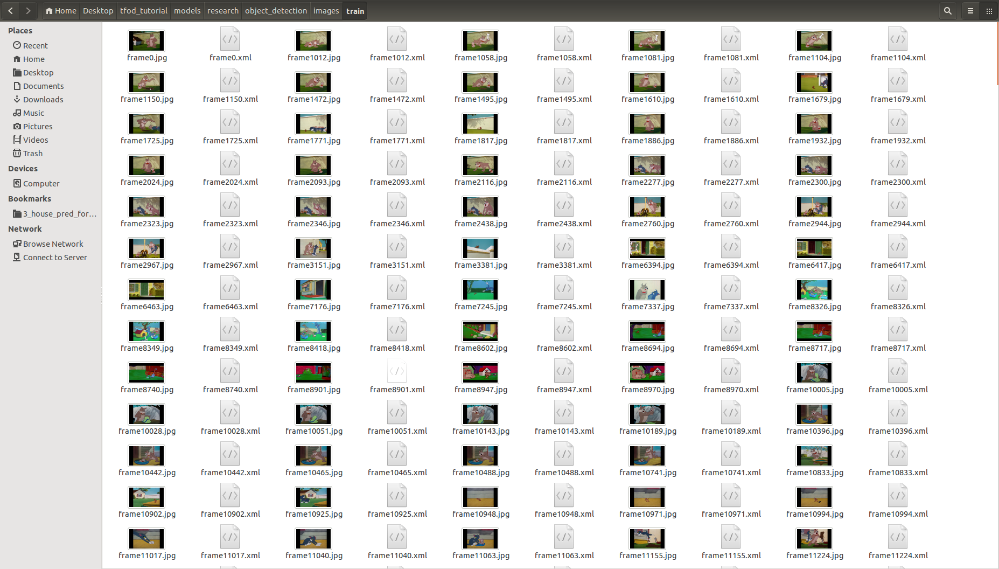 Home Desktop tfod_tutorial models research object_detection images train
Places
Recent
Home
Desktop
Documents
Downloads
Music
Pictures
Videos
Trash
Devices
Computer
Bookmarks
3_house_pred_for…
Network
Browse Network
Connect to Server
frame0.jpg frame0.xml frame1012.jpg frame1012.xml frame1058.jpg frame1058.xml frame1081.jpg frame1081.xml frame1104.jpg frame1104.xml
frame1150.jpg frame1150.xml frame1472.jpg frame1472.xml frame1495.jpg frame1495.xml frame1610.jpg frame1610.xml frame1679.jpg frame1679.xml
frame1725.jpg frame1725.xml frame1771.jpg frame1771.xml frame1817.jpg frame1817.xml frame1886.jpg frame1886.xml frame1932.jpg frame1932.xml
frame2024.jpg frame2024.xml frame2093.jpg frame2093.xml frame2116.jpg frame2116.xml frame2277.jpg frame2277.xml frame2300.jpg frame2300.xml
frame2323.jpg frame2323.xml frame2346.jpg frame2346.xml frame2438.jpg frame2438.xml frame2760.jpg frame2760.xml frame2944.jpg frame2944.xml
frame2967.jpg frame2967.xml frame3151.jpg frame3151.xml frame3381.jpg frame3381.xml frame6394.jpg frame6394.xml frame6417.jpg frame6417.xml
frame6463.jpg frame6463.xml frame7176.jpg frame7176.xml frame7245.jpg frame7245.xml frame7337.jpg frame7337.xml frame8326.jpg frame8326.xml
frame8349.jpg frame8349.xml frame8418.jpg frame8418.xml frame8602.jpg frame8602.xml frame8694.jpg frame8694.xml frame8717.jpg frame8717.xml
frame8740.jpg frame8740.xml frame8901.jpg frame8901.xml frame8947.jpg frame8947.xml frame8970.jpg frame8970.xml frame10005.jpg frame10005.xml
frame10028.jpg frame10028.xml frame10051.jpg frame10051.xml frame10143.jpg frame10143.xml frame10189.jpg frame10189.xml frame10396.jpg frame10396.xml
frame10442.jpg frame10442.xml frame10465.jpg frame10465.xml frame10488.jpg frame10488.xml frame10741.jpg frame10741.xml frame10833.jpg frame10833.xml
frame10902.jpg frame10902.xml frame10925.jpg frame10925.xml frame10948.jpg frame10948.xml frame10971.jpg frame10971.xml frame10994.jpg frame10994.xml
frame11017.jpg frame11017.xml frame11040.jpg frame11040.xml frame11063.jpg frame11063.xml frame11155.jpg frame11155.xml frame11224.jpg frame11224.xml